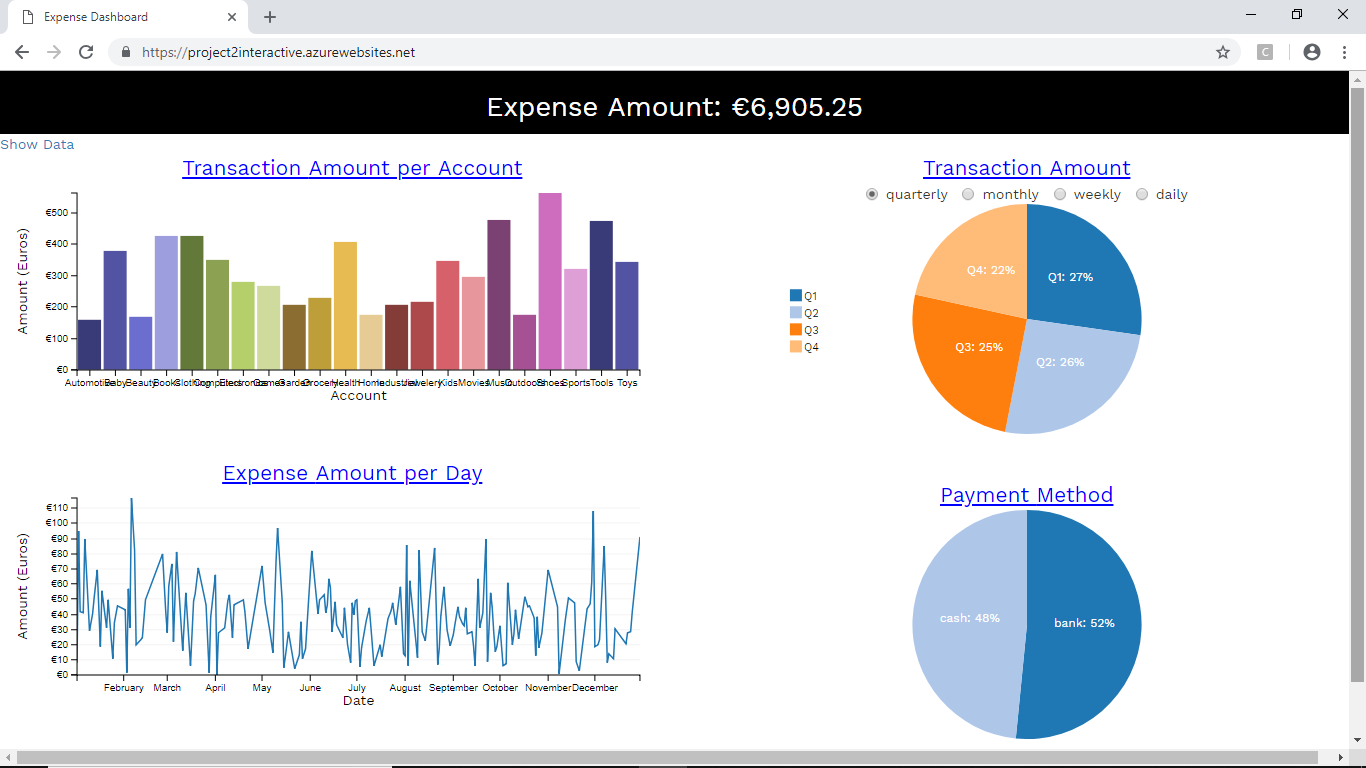 Expense Dashboard
https://project2interactive.azurewebsites.net
C
Expense Amount: €6,905.25
Show Data
Transaction Amount per Account
Amount (Euros)
€500
€400
€300
€200
€100
€0
Automotive Baby Beauty Books Clothing Computers Electronics Games Garden Grocery Health Home Industrial Jewelery Kids Movies Music Outdoors Shoes Sports Tools Toys
Account
Transaction Amount
quarterly monthly weekly daily
Q1
Q2
Q3
Q4
Q4: 22%
Q1: 27%
Q3: 25%
Q2: 26%
Expense Amount per Day
Amount (Euros)
€110
€100
€90
€80
€70
€60
€50
€40
€30
€20
€10
€0
February March April May June July August September October November December
Date
Payment Method
cash: 48%
bank: 52%